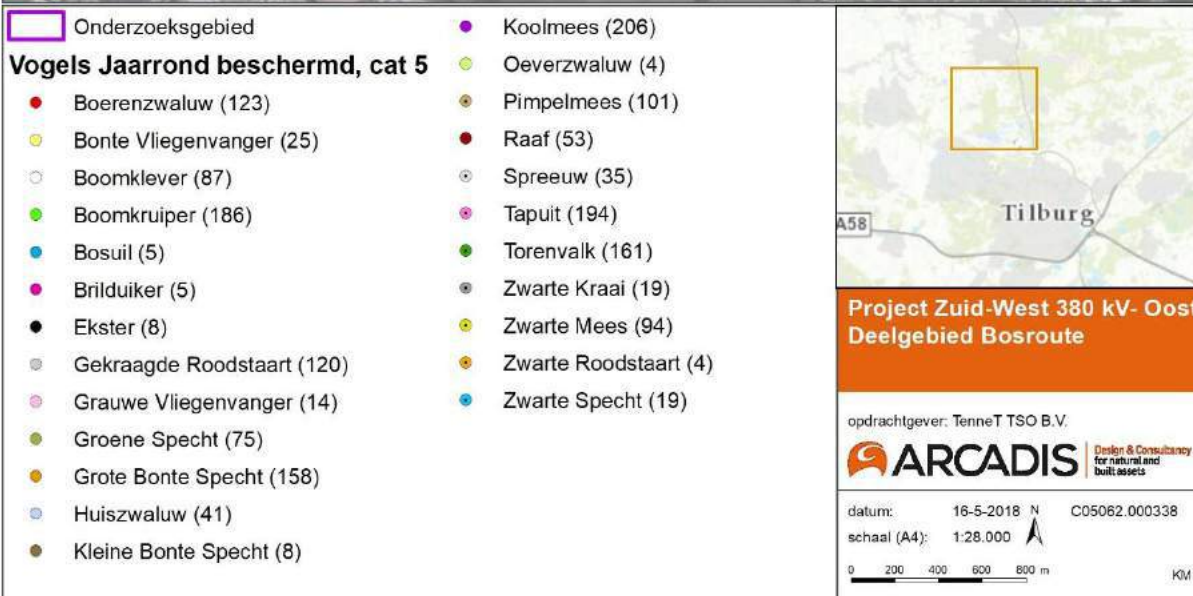 Onderzoeksgebied
Vogels Jaarrond beschermd, cat 5
Boerenzwaluw (123)
Bonte Vliegenvanger (25)
Boomklever (87)
Boomkruiper (186)
Bosuil (5)
Brilduiker (5)
Ekster (8)
Gekraagde Roodstaart (120)
Grauwe Vliegenvanger (14)
Groene Specht (75)
Grote Bonte Specht (158)
Huiszwaluw (41)
Kleine Bonte Specht (8)
Koolmees (206)
Oeverzwaluw (4)
Pimpelmees (101)
Raaf (53)
Spreeuw (35)
Tapuit (194)
Torenvalk (161)
Zwarte Kraai (19)
Zwarte Mees (94)
Zwarte Roodstaart (4)
Zwarte Specht (19)
Tilburg
A58
Project Zuid-West 380 kV- Oost
Deelgebied Bosroute
opdrachtgever: TenneT TSO B.V.
ARCADIS
Design & Consultancy
for natural and
built assets
datum: 16-5-2018 N C05062.000338
schaal (A4): 1:28.000
0 200 400 600 800 m
KM